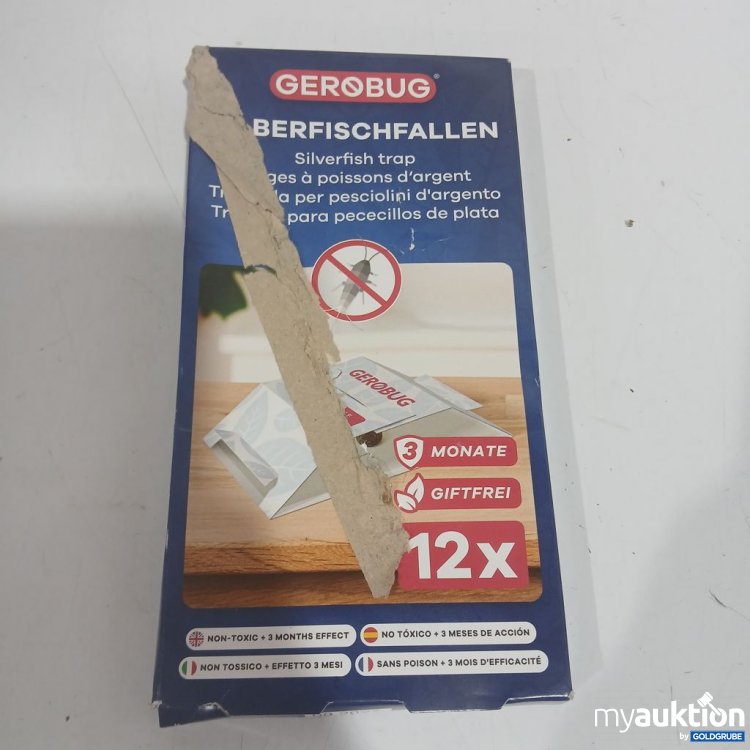 GEROBUG®
BERFISCHFALLEN
Silverfish trap
à poissons d'argent
per pesciolini d'argento
para pececillos de plata
GEROBUG
3 MONATE
GIFTFREI
12x
NON-TOXIC + 3 MONTHS EFFECT
NO TÓXICO + 3 MESES DE ACCIÓN
NON TOSSICO + EFFETTO 3 MESI
SANS POISON + 3 MOIS D'EFFICACITÉ
myauktion
by GOLDGRUBE